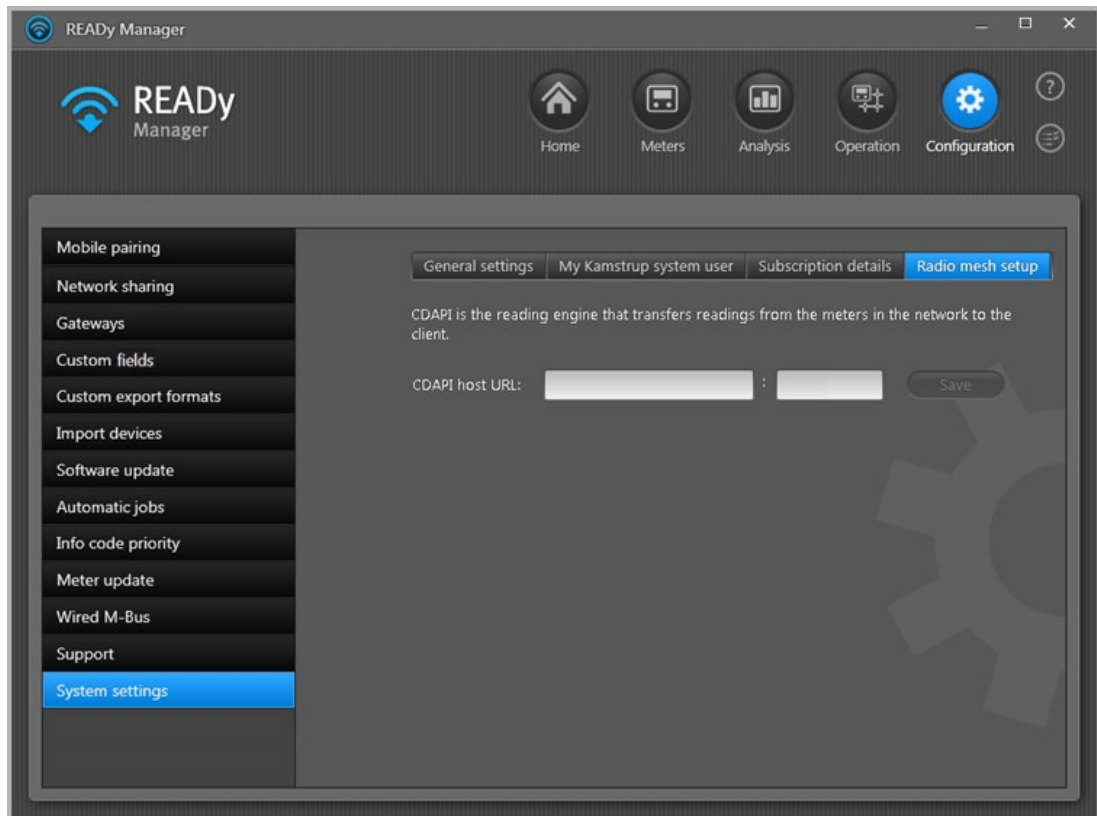 READy Manager
READy
Manager
Home
Meters
Analysis
Operation
Configuration
?
Mobile pairing
Network sharing
Gateways
Custom fields
Custom export formats
Import devices
Software update
Automatic jobs
Info code priority
Meter update
Wired M-Bus
Support
System settings
General settings
My Kamstrup system user
Subscription details
Radio mesh setup
CDAPI is the reading engine that transfers readings from the meters in the network to the
client.
CDAPI host URL:
:
Save